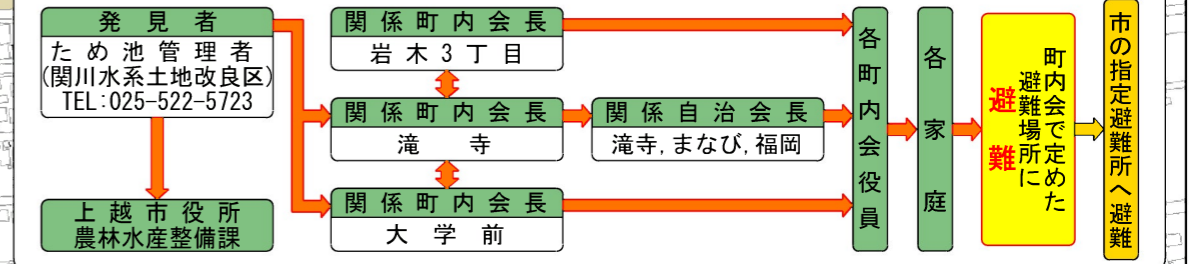 発見者
ため池管理者
(関川水系土地改良区)
TEL:025-522-5723
上越市役所
農林水産整備課
関係町内会長
岩木3丁目
関係町内会長
滝寺
関係町内会長
大学前
関係自治会長
滝寺,まなび,福岡
各町内会役員
各家庭
町内会で定めた
避難場所に
避難
市の指定避難所へ避難